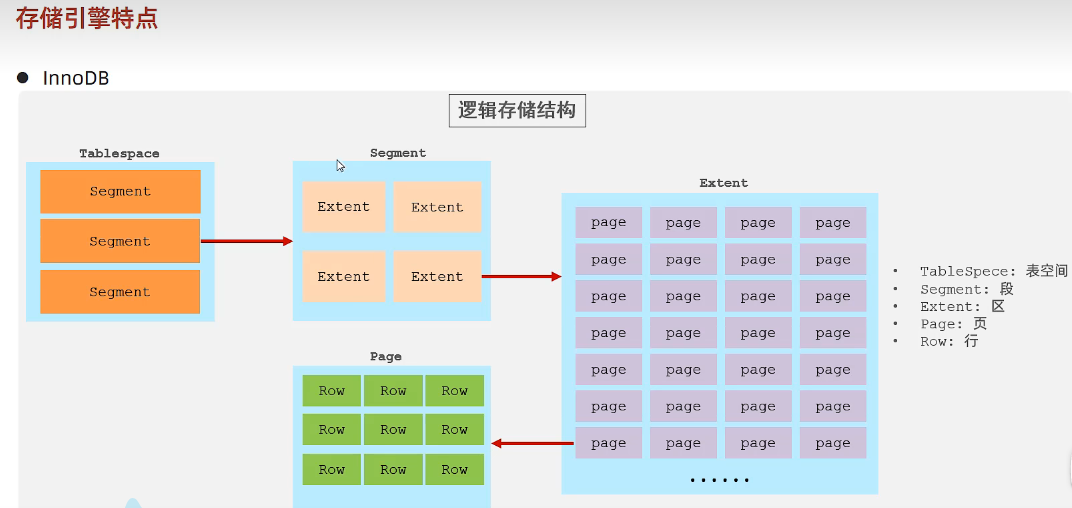 存储引擎特点
● InnoDB
逻辑存储结构
Tablespace
Segment
Segment
Segment
Segment
Extent Extent
Extent Extent
Extent
page page page page
page page page page
page page page page
page page page page
page page page page
page page page page
page page page page
......
Page
Row Row Row
Row Row Row
Row Row Row
• TableSpece: 表空间
• Segment: 段
• Extent: 区
• Page: 页
• Row: 行